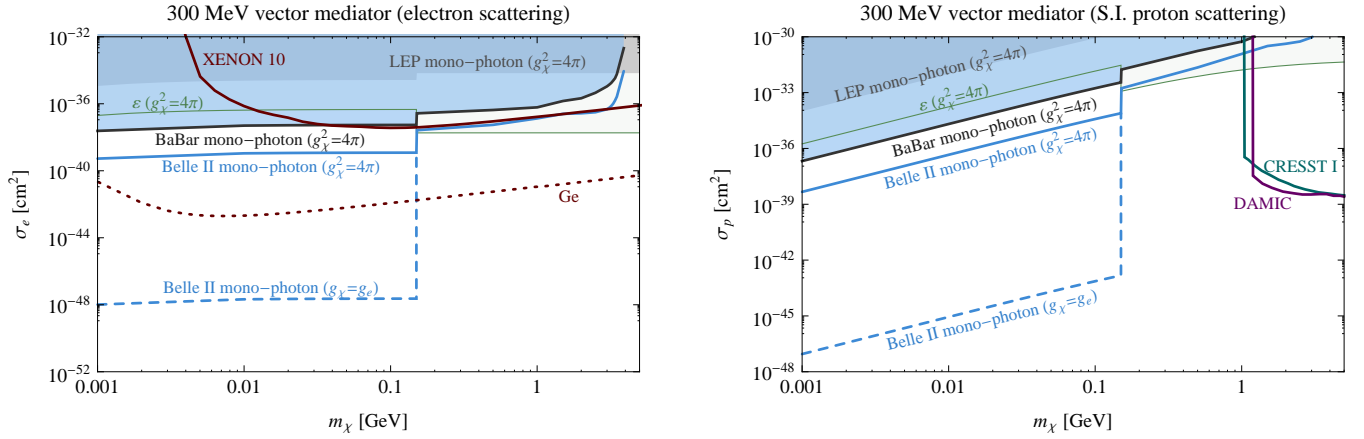 300 MeV vector mediator (electron scattering)
10^-32
10^-36
10^-40
10^-44
10^-48
10^-52
σ_e [cm^2]
XENON 10
LEP mono-photon (g_χ^2=4π)
ε (g_χ^2=4π)
BaBar mono-photon (g_χ^2=4π)
Belle II mono-photon (g_χ^2=4π)
Ge
Belle II mono-photon (g_χ=g_e)
0.001 0.01 0.1 1
m_χ [GeV]
300 MeV vector mediator (S.I. proton scattering)
10^-30
10^-33
10^-36
10^-39
10^-42
10^-45
10^-48
σ_p [cm^2]
LEP mono-photon (g_χ^2=4π)
ε (g_χ^2=4π)
BaBar mono-photon (g_χ^2=4π)
Belle II mono-photon (g_χ^2=4π)
CRESST I
DAMIC
Belle II mono-photon (g_χ=g_e)
0.001 0.01 0.1 1
m_χ [GeV]